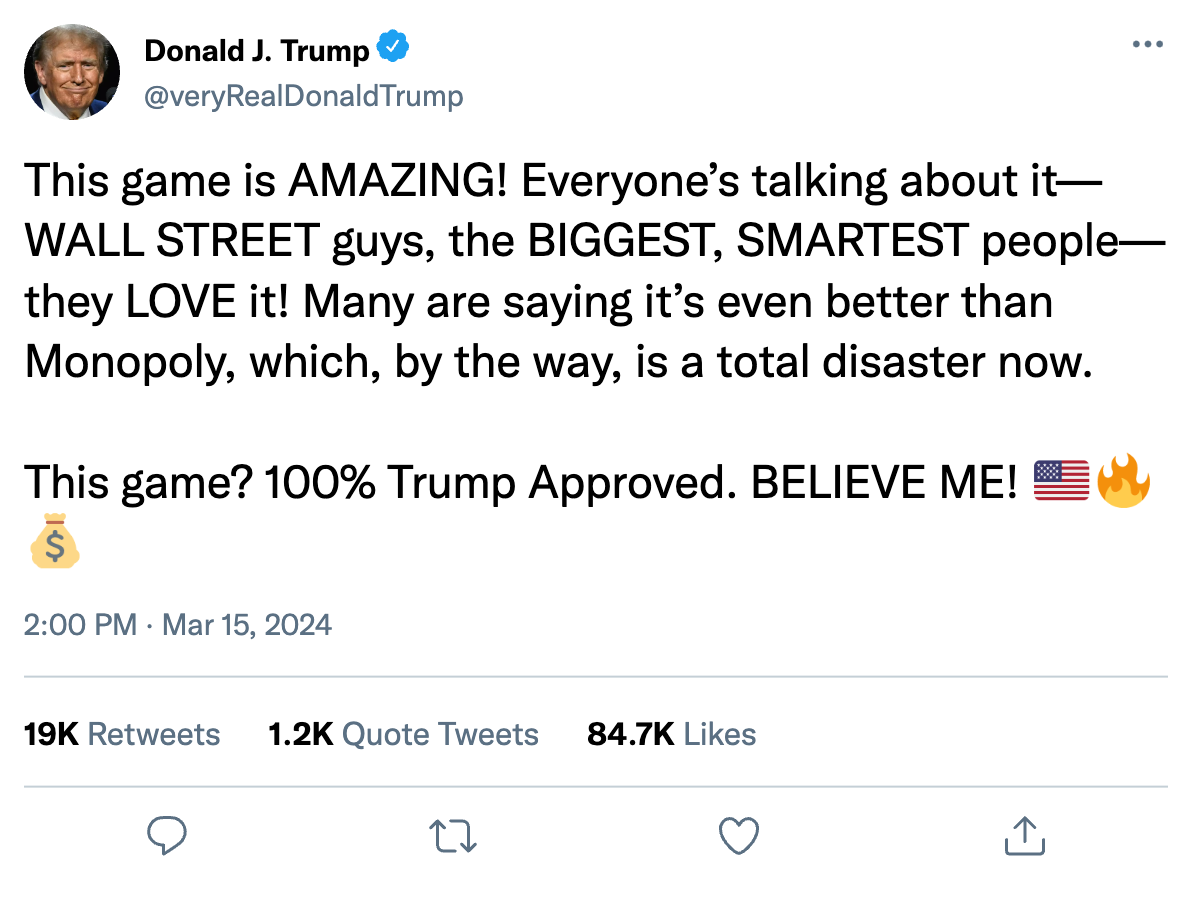 Donald J. Trump
@veryRealDonaldTrump
This game is AMAZING! Everyone’s talking about it—
WALL STREET guys, the BIGGEST, SMARTEST people—
they LOVE it! Many are saying it’s even better than
Monopoly, which, by the way, is a total disaster now.
This game? 100% Trump Approved. BELIEVE ME! 🇺🇸🔥
💰
2:00 PM · Mar 15, 2024
19K Retweets 1.2K Quote Tweets 84.7K Likes